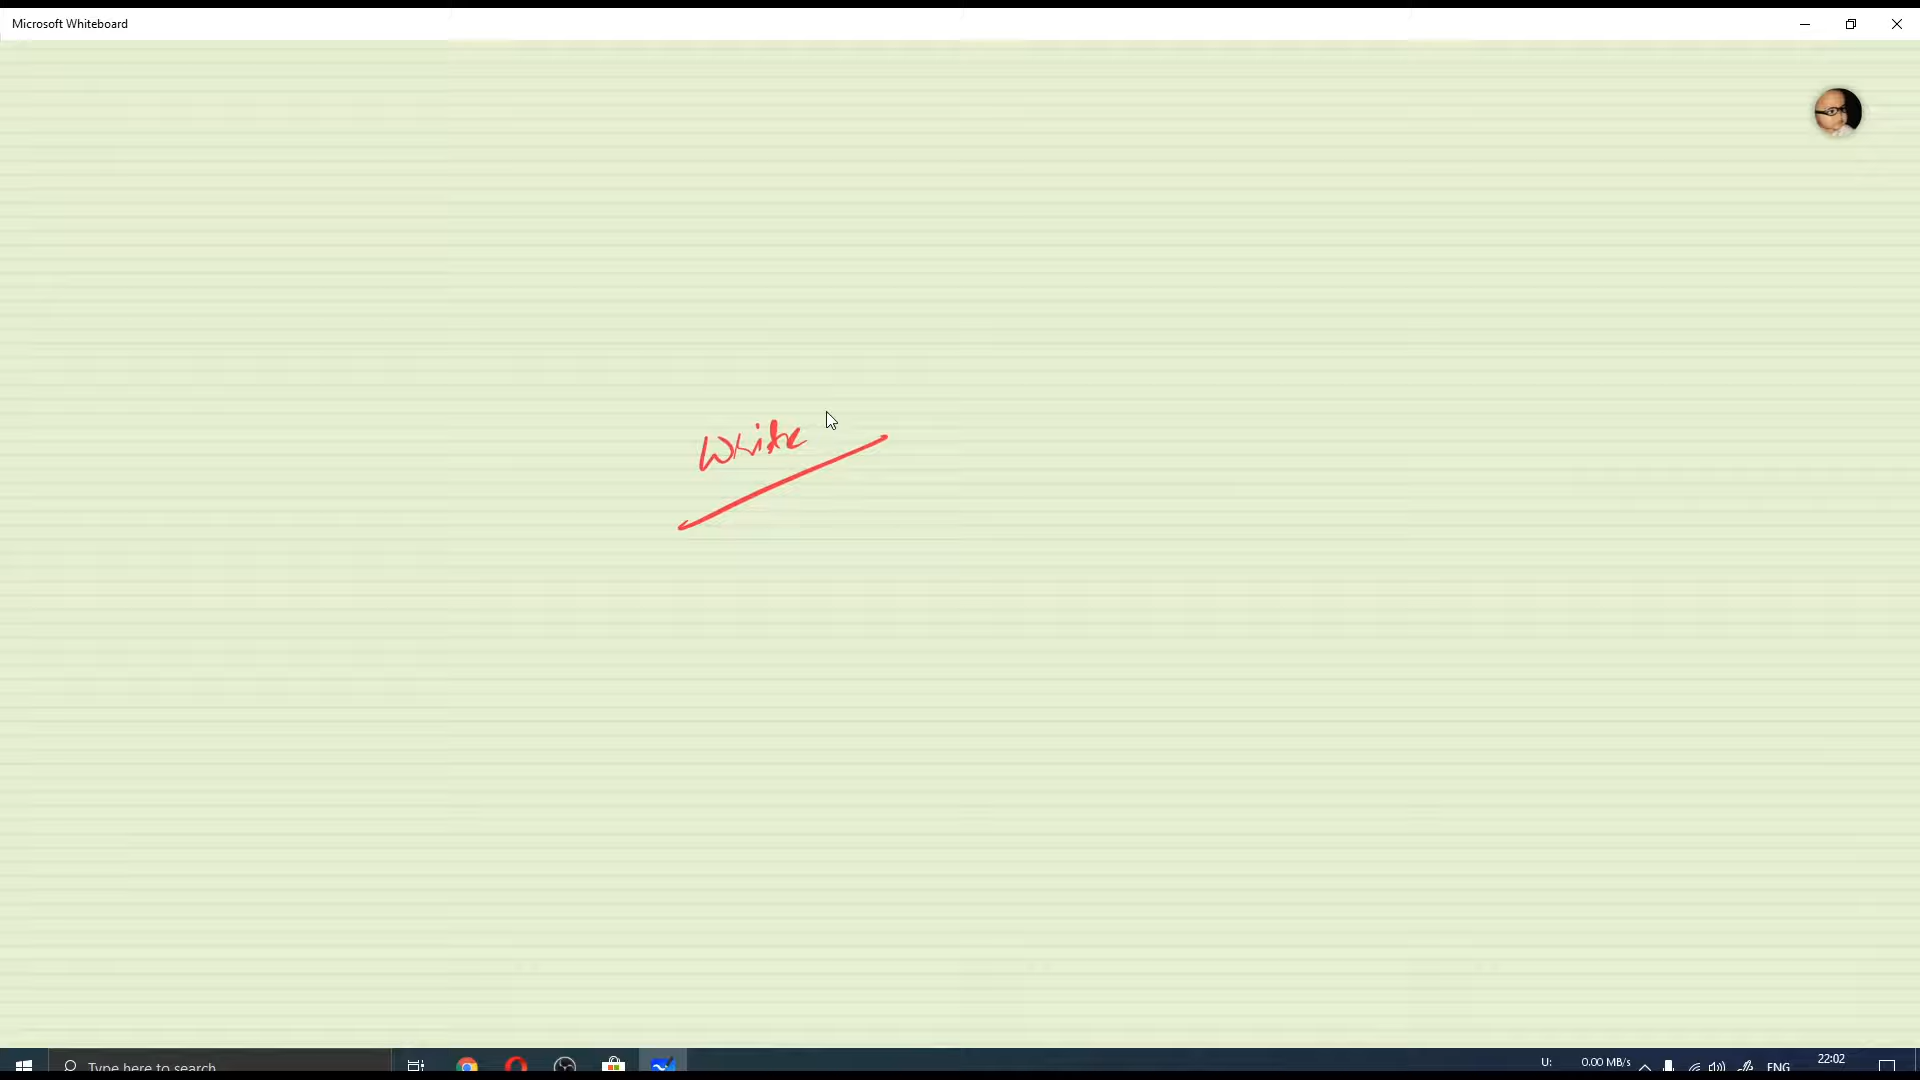 Microsoft Whiteboard
Write
Type here to search
U: 0.00 MB/s
ENG
22:02